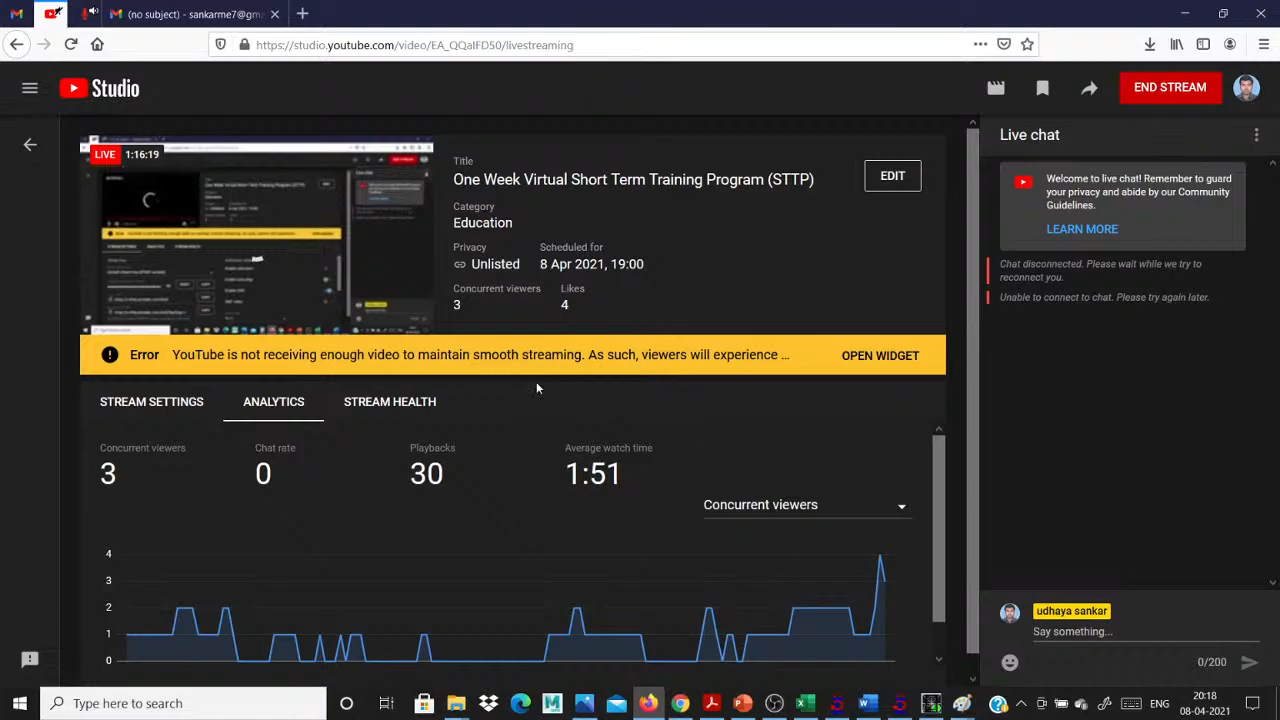 (no subject) - sankarme7@gm
https://studio.youtube.com/video/EA_QQaIFD50/livestreaming
Studio
END STREAM
LIVE 1:16:19
Title
One Week Virtual Short Term Training Program (STTP)
EDIT
Category
Education
Privacy
Unlisted
Scheduled for
8 Apr 2021, 19:00
Concurrent viewers
3
Likes
4
Error YouTube is not receiving enough video to maintain smooth streaming. As such, viewers will experience ...
OPEN WIDGET
STREAM SETTINGS
ANALYTICS
STREAM HEALTH
Concurrent viewers
3
Chat rate
0
Playbacks
30
Average watch time
1:51
Concurrent viewers
4
3
2
1
0
Live chat
Welcome to live chat! Remember to guard
your privacy and abide by our Community
Guidelines.
LEARN MORE
Chat disconnected. Please wait while we try to
reconnect you.
Unable to connect to chat. Please try again later.
udhaya sankar
Say something...
0/200
Type here to search
ENG
20:18
08-04-2021